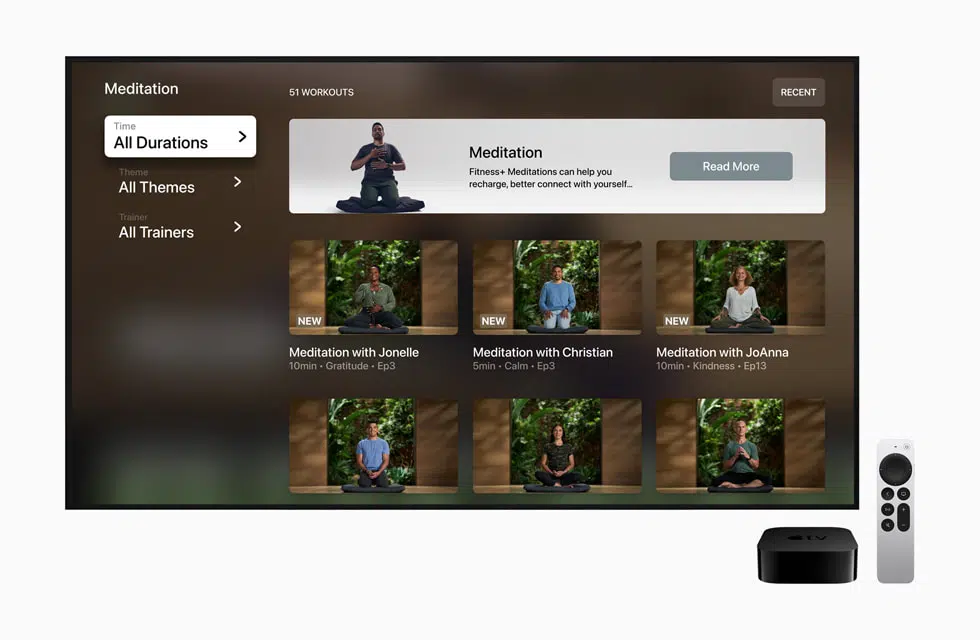 Meditation
51 WORKOUTS
RECENT
Time
All Durations
Theme
All Themes
Trainer
All Trainers
Meditation
Fitness+ Meditations can help you
recharge, better connect with yourself...
Read More
NEW
Meditation with Jonelle
10min • Gratitude • Ep3
NEW
Meditation with Christian
5min • Calm • Ep3
NEW
Meditation with JoAnna
10min • Kindness • Ep13
tv